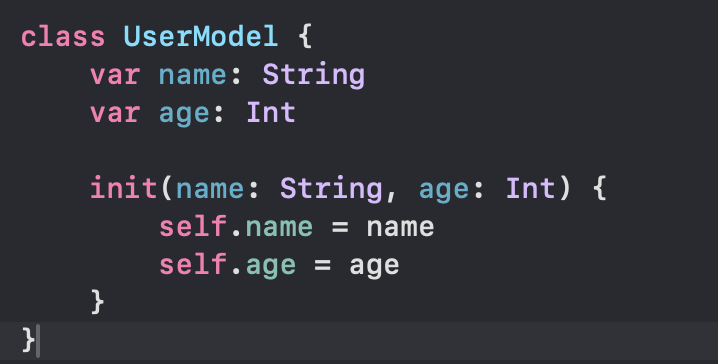 class UserModel {
    var name: String
    var age: Int

    init(name: String, age: Int) {
        self.name = name
        self.age = age
    }
}